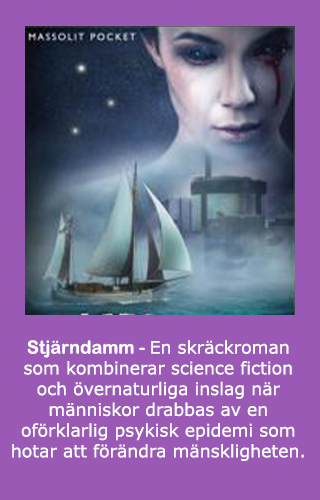 MASSOLIT POCKET
Stjärndamm - En skräckroman
som kombinerar science fiction
och övernaturliga inslag när
människor drabbas av en
oförklarlig psykisk epidemi som
hotar att förändra mänskligheten.